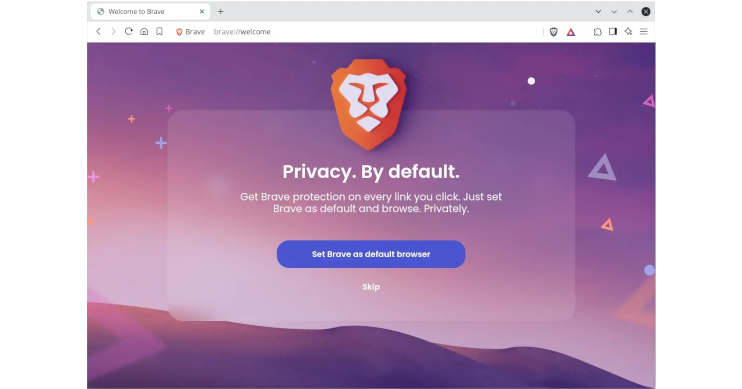 Welcome to Brave
Brave brave://welcome
Privacy. By default.
Get Brave protection on every link you click. Just set
Brave as default and browse. Privately.
Set Brave as default browser
Skip